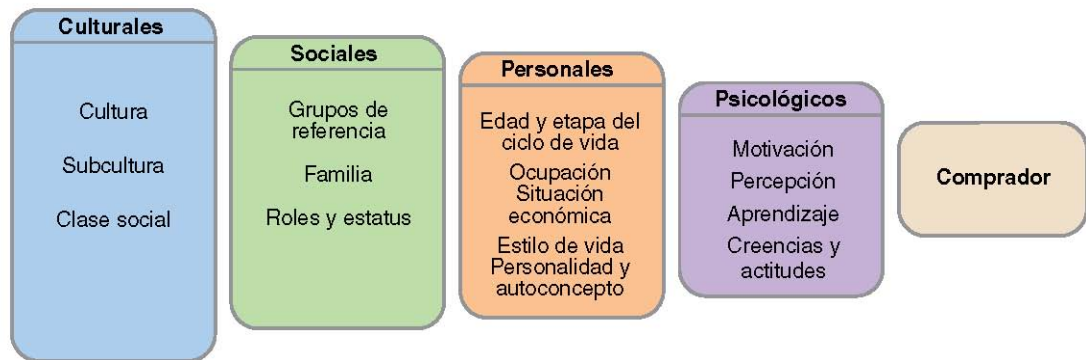 Culturales
Cultura
Subcultura
Clase social
Sociales
Grupos de
referencia
Familia
Roles y estatus
Personales
Edad y etapa del
ciclo de vida
Ocupación
Situación
económica
Estilo de vida
Personalidad y
autoconcepto
Psicológicos
Motivación
Percepción
Aprendizaje
Creencias y
actitudes
Comprador